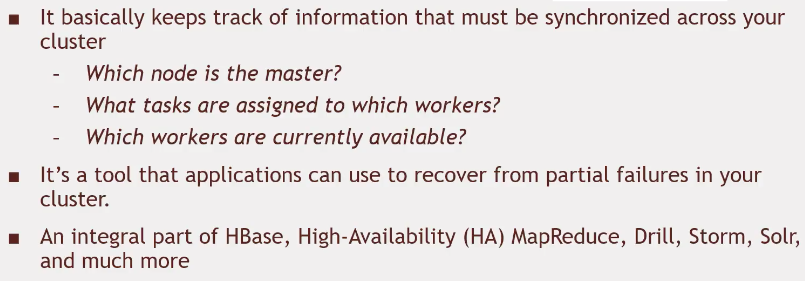 ▪ It basically keeps track of information that must be synchronized across your
cluster
- Which node is the master?
- What tasks are assigned to which workers?
- Which workers are currently available?
▪ It's a tool that applications can use to recover from partial failures in your
cluster.
▪ An integral part of HBase, High-Availability (HA) MapReduce, Drill, Storm, Solr,
and much more